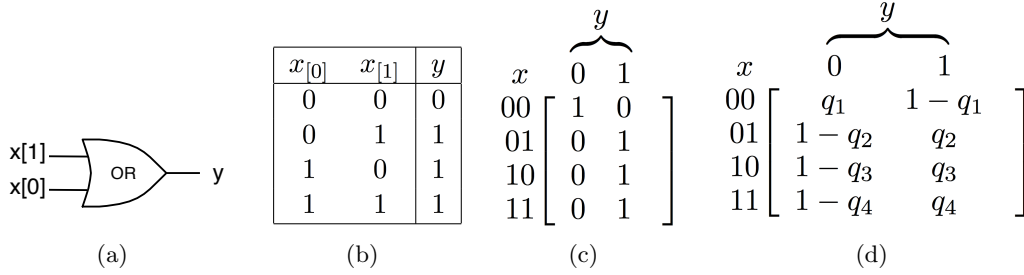 x[1]
x[0]
OR
y
(a)
x[0] x[1] y
0 0 0
0 1 1
1 0 1
1 1 1
(b)
y
x 0 1
00 1 0
01 0 1
10 0 1
11 0 1
(c)
y
x 0 1
00 q1 1 − q1
01 1 − q2 q2
10 1 − q3 q3
11 1 − q4 q4
(d)